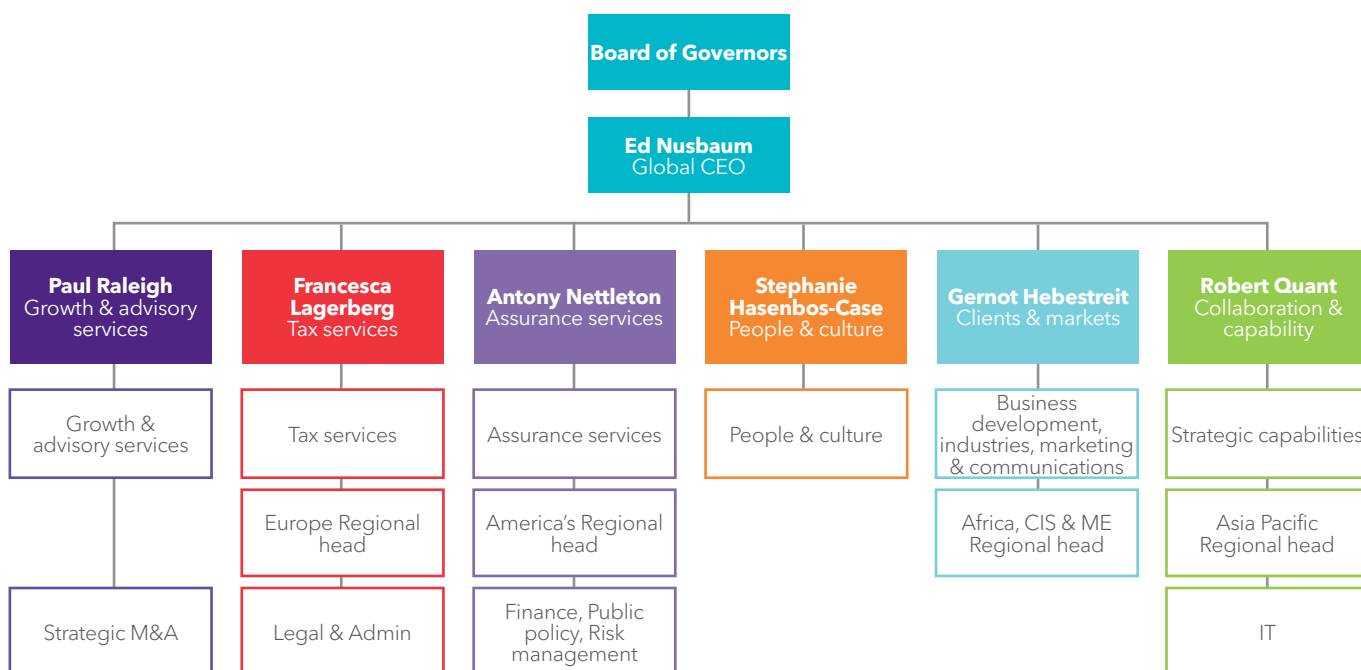 Board of Governors
Ed Nusbaum
Global CEO
Paul Raleigh
Growth & advisory
services
Francesca
Lagerberg
Tax services
Antony Nettleton
Assurance services
Stephanie
Hasenbos-Case
People & culture
Gernot Hebestreit
Clients & markets
Robert Quant
Collaboration &
capability
Growth &
advisory services
Tax services
Assurance services
People & culture
Business
development,
industries, marketing
& communications
Strategic capabilities
Europe Regional
head
America's Regional
head
Africa, CIS & ME
Regional head
Asia Pacific
Regional head
Strategic M&A
Legal & Admin
Finance, Public
policy, Risk
management
IT